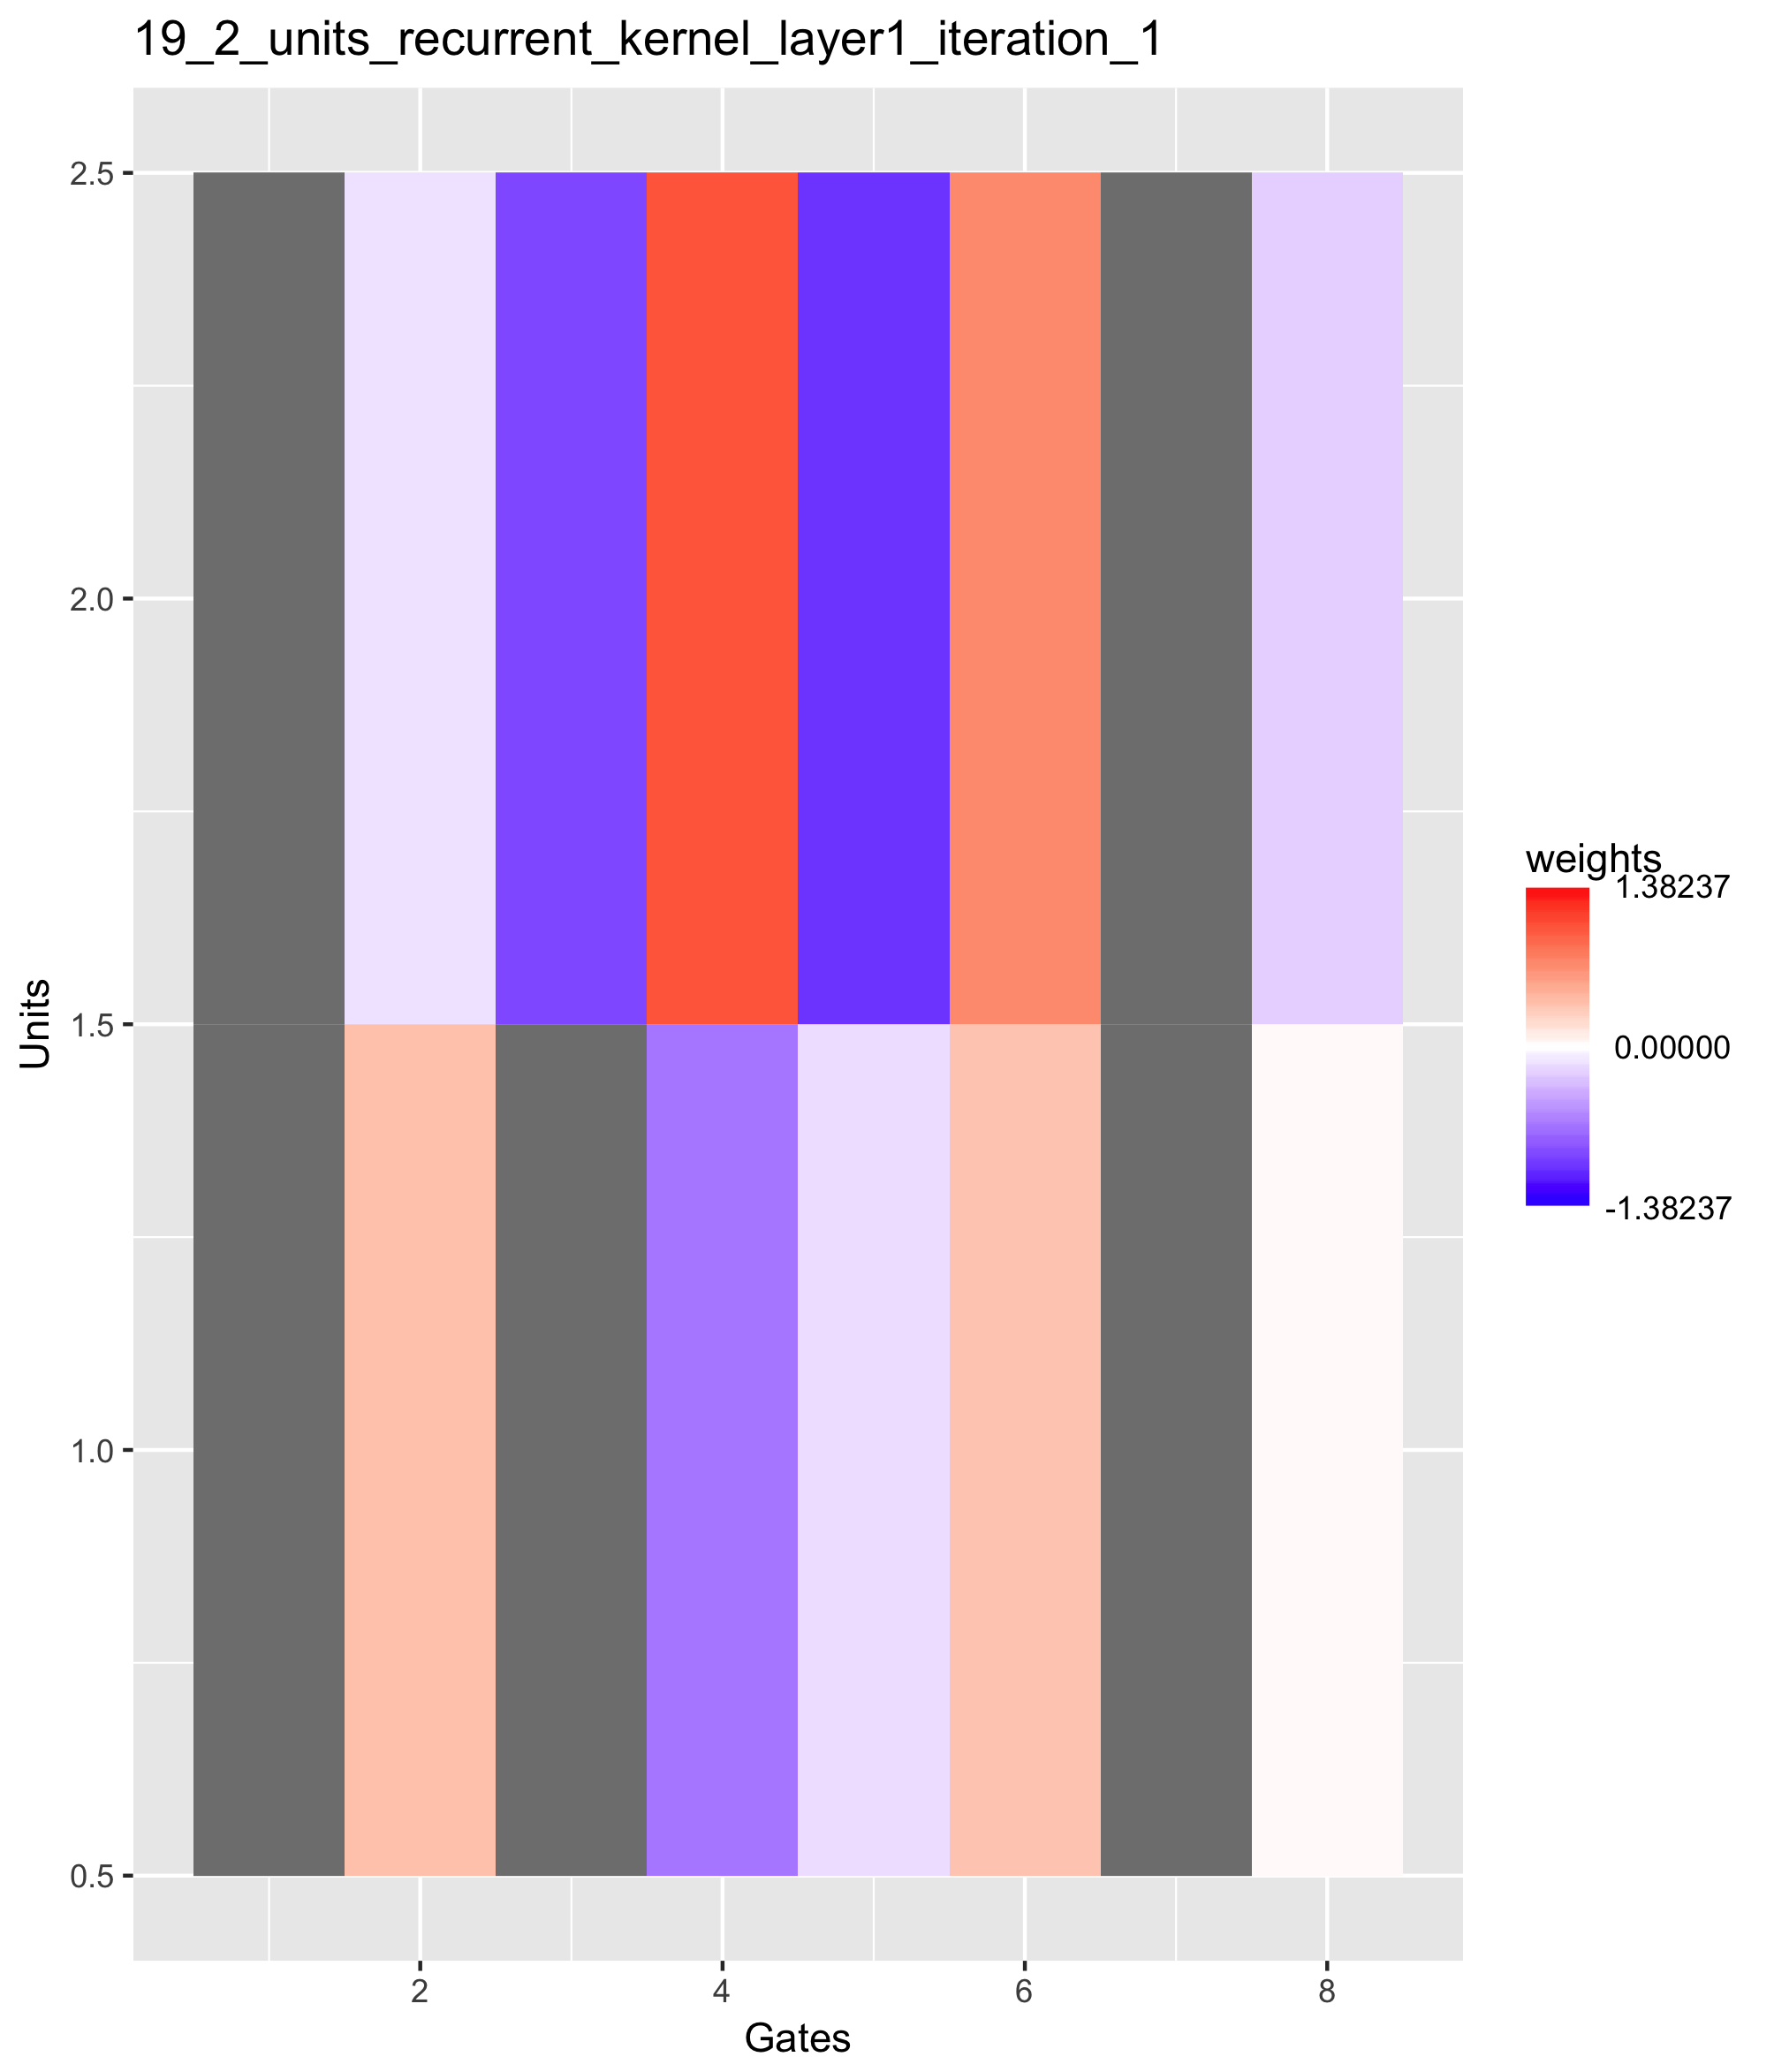 19_2_units_recurrent_kernel_layer1_iteration_1
2.5
2.0
1.5
1.0
0.5
Units
2 4 6 8
Gates
weights
1.38237
0.00000
-1.38237